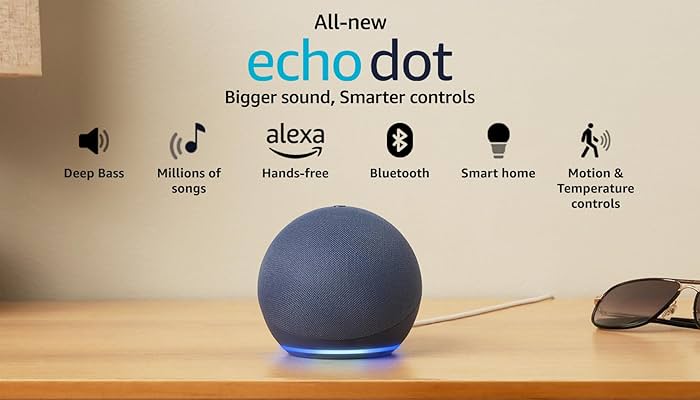 All-new
echo dot
Bigger sound, Smarter controls
Deep Bass
Millions of
songs
alexa
Hands-free
Bluetooth
Smart home
Motion &
Temperature
controls